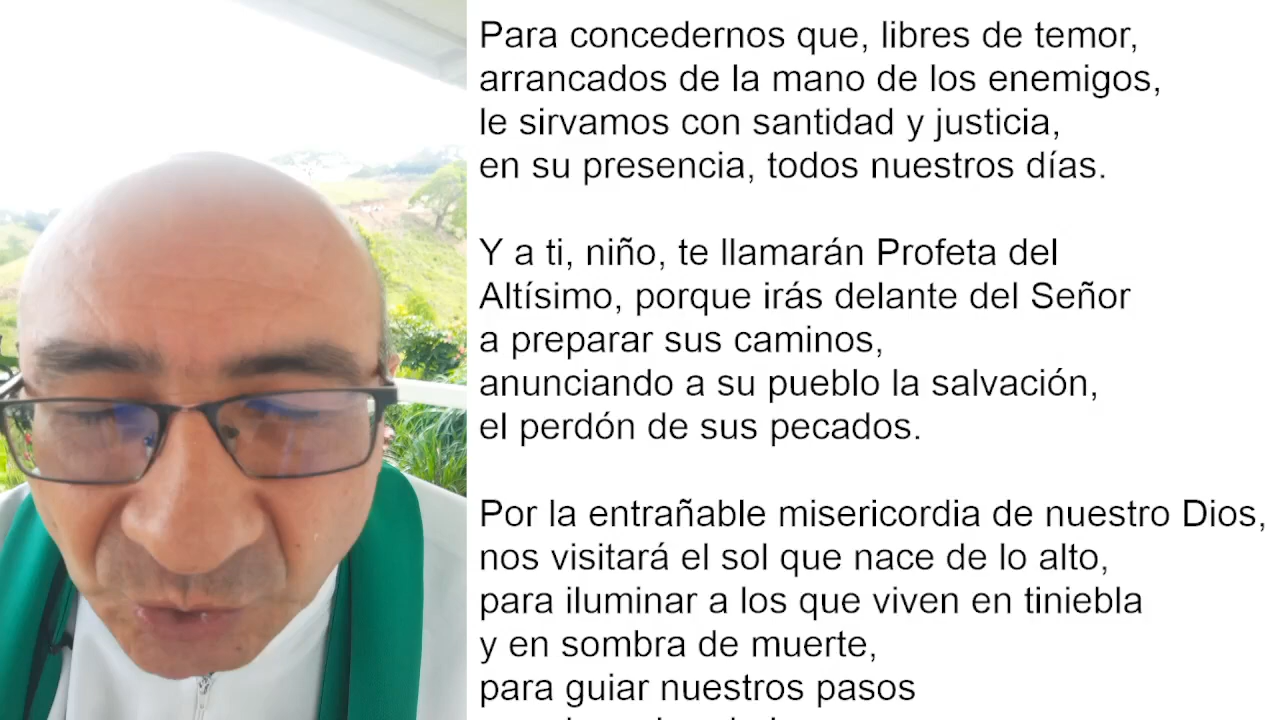 Para concedernos que, libres de temor,
arrancados de la mano de los enemigos,
le sirvamos con santidad y justicia,
en su presencia, todos nuestros días.
Y a ti, niño, te llamarán Profeta del
Altísimo, porque irás delante del Señor
a preparar sus caminos,
anunciando a su pueblo la salvación,
el perdón de sus pecados.
Por la entrañable misericordia de nuestro Dios,
nos visitará el sol que nace de lo alto,
para iluminar a los que viven en tiniebla
y en sombra de muerte,
para guiar nuestros pasos